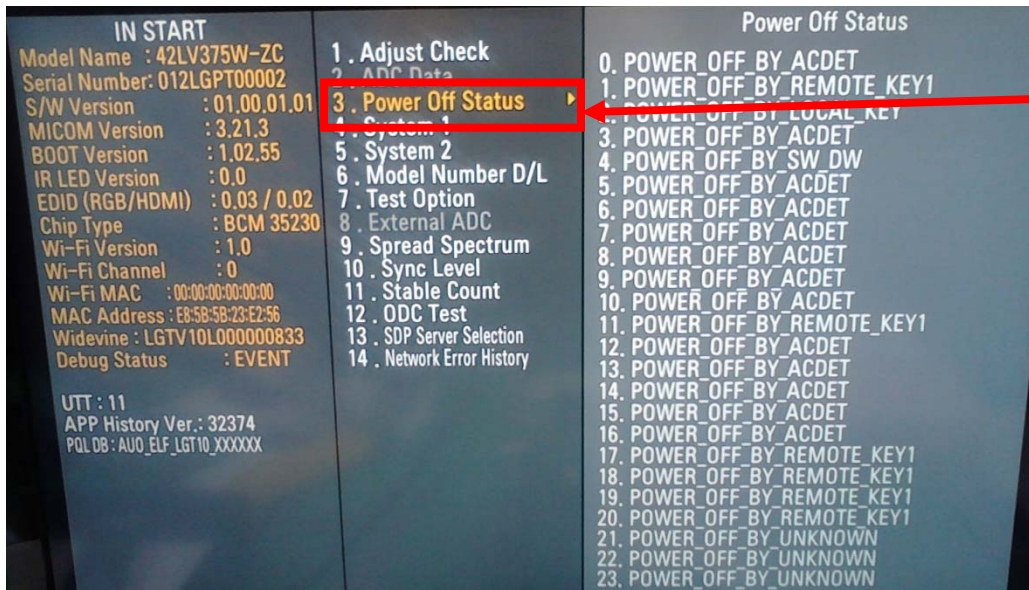 IN START
Model Name : 42LV375W-ZC
Serial Number: 012LGPT00002
S/W Version : 01.00.01.01
MICOM Version : 3.21.3
BOOT Version : 1.02.55
IR LED Version : 0.0
EDID (RGB/HDMI) : 0.03 / 0.02
Chip Type : BCM 35230
Wi-Fi Version : 1.0
Wi-Fi Channel : 0
Wi-Fi MAC : 00:00:00:00:00:00
MAC Address : E8:5B:5B:23:E2:56
Widevine : LGTV10L000000833
Debug Status : EVENT
UTT : 11
APP History Ver.: 32374
PQL DB : AUO_ELF_LGT10_XXXXXX
1 . Adjust Check
2 . ADC Data
3 . Power Off Status
4 . System 1
5 . System 2
6 . Model Number D/L
7 . Test Option
8 . External ADC
9 . Spread Spectrum
10 . Sync Level
11 . Stable Count
12 . ODC Test
13 . SDP Server Selection
14 . Network Error History
Power Off Status
0. POWER_OFF_BY_ACDET
1. POWER_OFF_BY_REMOTE_KEY1
2. POWER_OFF_BY_LOCAL_KEY
3. POWER_OFF_BY_ACDET
4. POWER_OFF_BY_SW_DW
5. POWER_OFF_BY_ACDET
6. POWER_OFF_BY_ACDET
7. POWER_OFF_BY_ACDET
8. POWER_OFF_BY_ACDET
9. POWER_OFF_BY_ACDET
10. POWER_OFF_BY_ACDET
11. POWER_OFF_BY_REMOTE_KEY1
12. POWER_OFF_BY_ACDET
13. POWER_OFF_BY_ACDET
14. POWER_OFF_BY_ACDET
15. POWER_OFF_BY_ACDET
16. POWER_OFF_BY_ACDET
17. POWER_OFF_BY_REMOTE_KEY1
18. POWER_OFF_BY_REMOTE_KEY1
19. POWER_OFF_BY_REMOTE_KEY1
20. POWER_OFF_BY_REMOTE_KEY1
21. POWER_OFF_BY_UNKNOWN
22. POWER_OFF_BY_UNKNOWN
23. POWER_OFF_BY_UNKNOWN